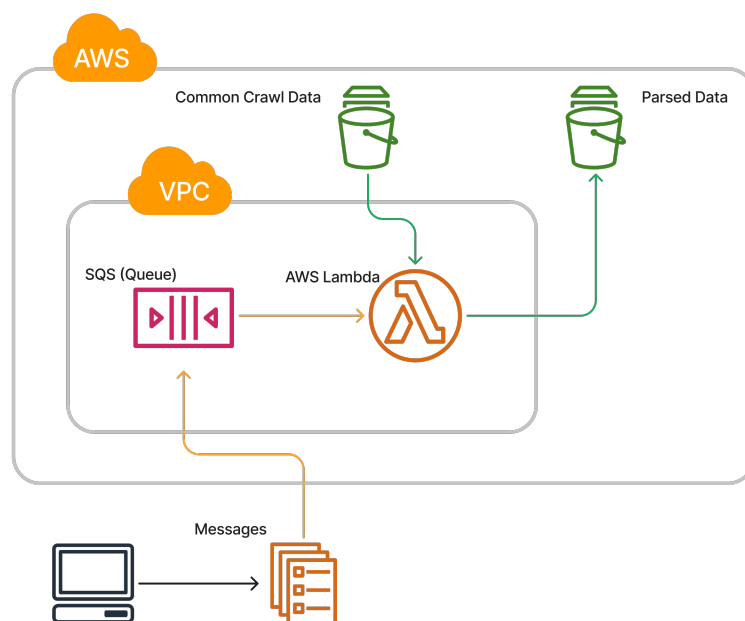 AWS
Common Crawl Data
Parsed Data
VPC
SQS (Queue)
AWS Lambda
Messages